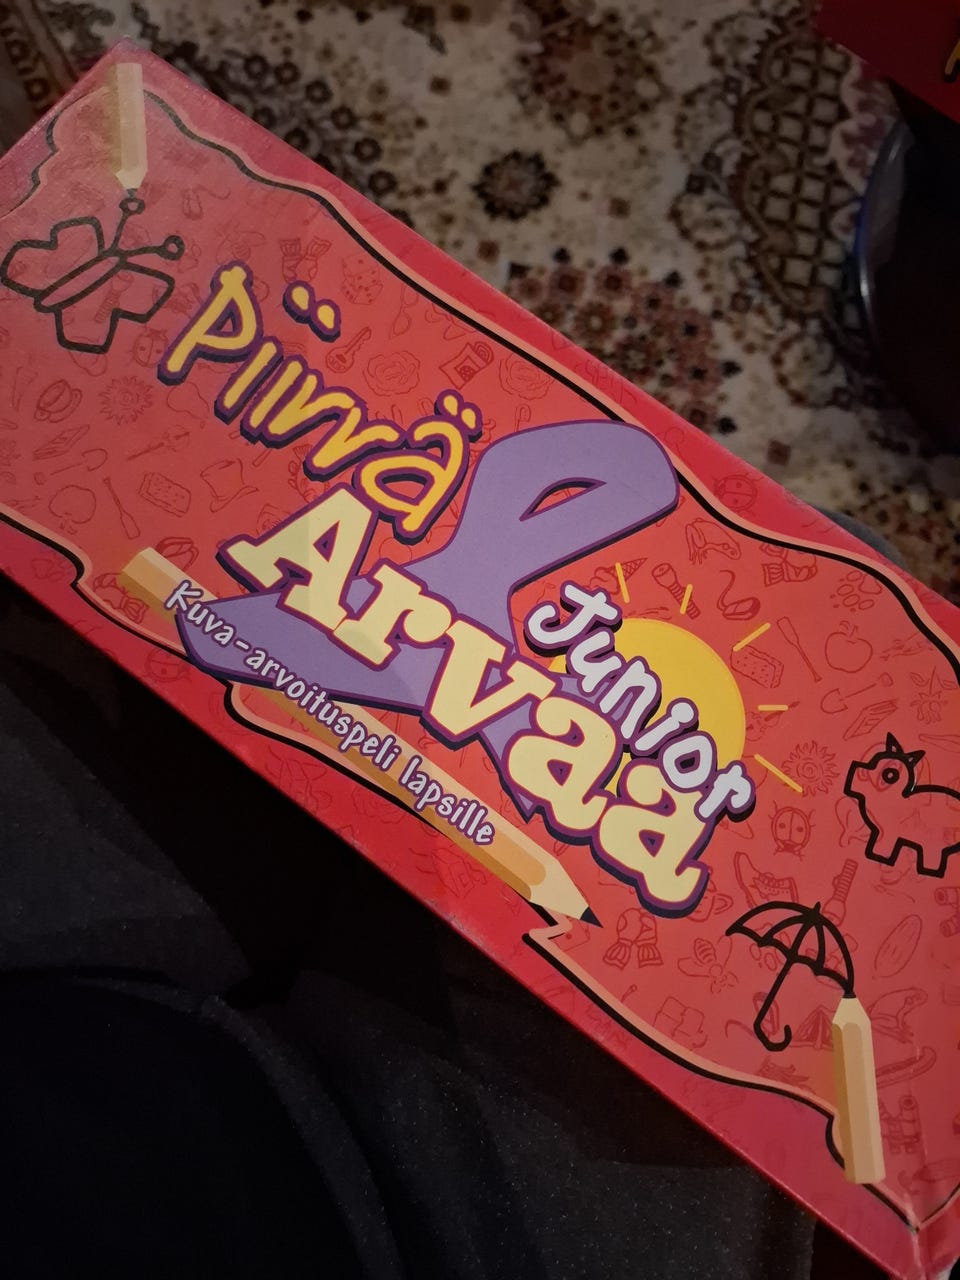 Piirrä
Arvaa
Junior
Kuva-arvoituspeli lapsille